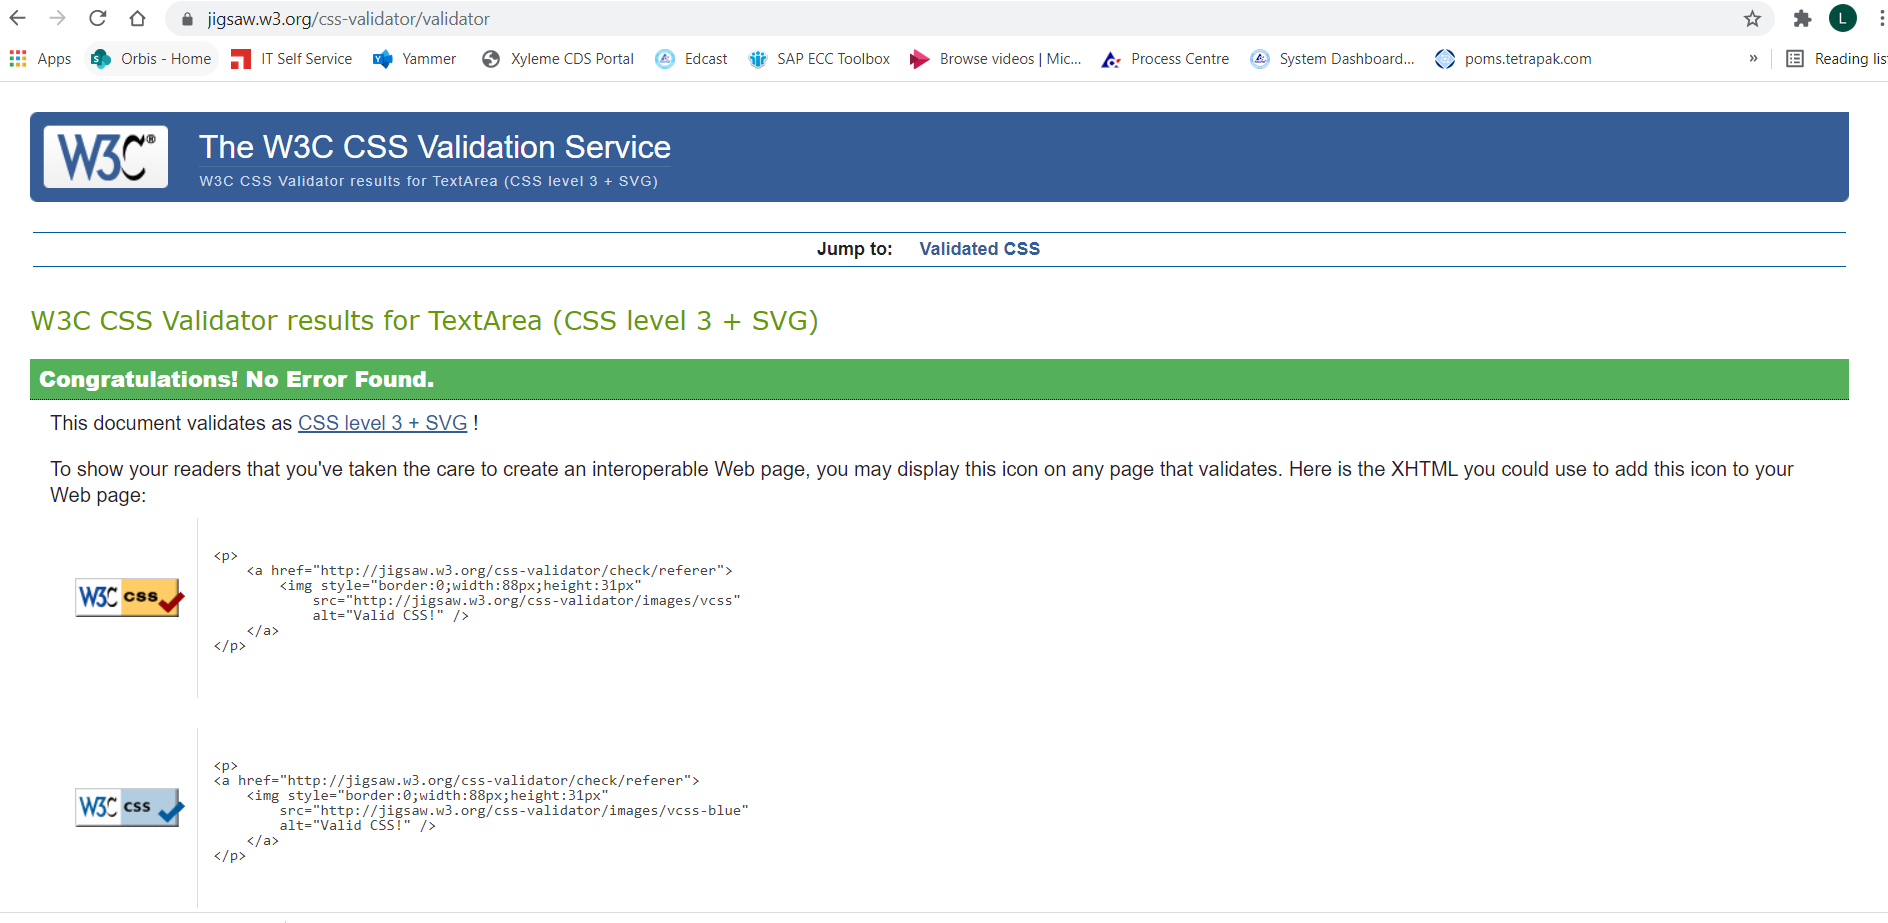 jigsaw.w3.org/css-validator/validator
L
Apps Orbis - Home IT Self Service Yammer Xyleme CDS Portal Edcast SAP ECC Toolbox Browse videos | Mic... Process Centre System Dashboard... poms.tetrapak.com » Reading lis
W3C® The W3C CSS Validation Service
W3C CSS Validator results for TextArea (CSS level 3 + SVG)
Jump to: Validated CSS
W3C CSS Validator results for TextArea (CSS level 3 + SVG)
Congratulations! No Error Found.
This document validates as CSS level 3 + SVG !
To show your readers that you've taken the care to create an interoperable Web page, you may display this icon on any page that validates. Here is the XHTML you could use to add this icon to your
Web page:
W3C css
<p>
    <a href="http://jigsaw.w3.org/css-validator/check/referer">
        <img style="border:0;width:88px;height:31px"
            src="http://jigsaw.w3.org/css-validator/images/vcss"
            alt="Valid CSS!" />
    </a>
</p>
W3C css
<p>
<a href="http://jigsaw.w3.org/css-validator/check/referer">
    <img style="border:0;width:88px;height:31px"
        src="http://jigsaw.w3.org/css-validator/images/vcss-blue"
        alt="Valid CSS!" />
    </a>
</p>